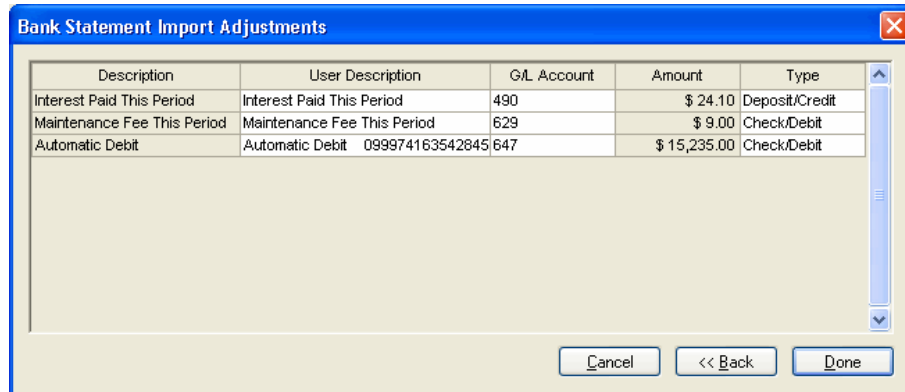 Bank Statement Import Adjustments
Description User Description G/L Account Amount Type
Interest Paid This Period Interest Paid This Period 490 $ 24.10 Deposit/Credit
Maintenance Fee This Period Maintenance Fee This Period 629 $ 9.00 Check/Debit
Automatic Debit Automatic Debit 099974163542845 647 $ 15,235.00 Check/Debit
Cancel << Back Done